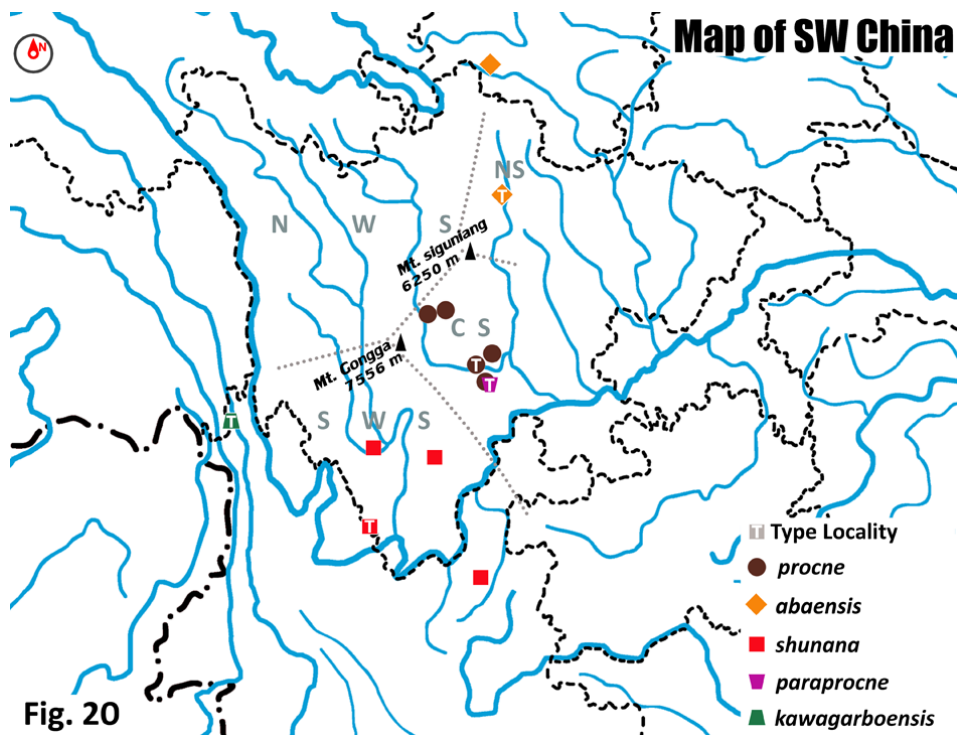 Map of SW China
N
NS
N W S
Mt. siguniang
6250 m
C S
Mt. Gongga
7556 m
T
T
T
T
S W S
T
T Type Locality
procne
abaensis
shunana
paraprocne
kawagarboensis
Fig. 20